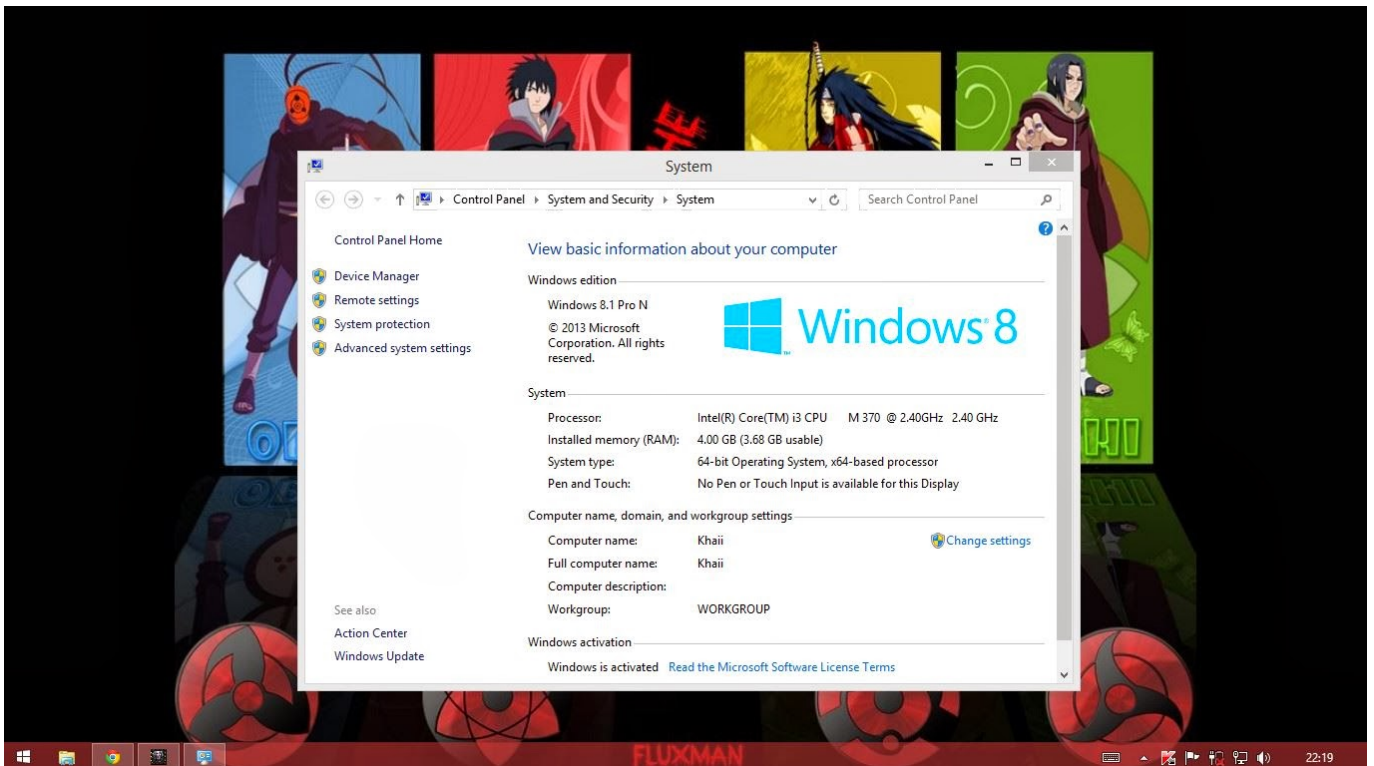 System
Control Panel
System and Security
System
Search Control Panel
Control Panel Home
Device Manager
Remote settings
System protection
Advanced system settings
See also
Action Center
Windows Update
View basic information about your computer
Windows edition
Windows 8.1 Pro N
© 2013 Microsoft
Corporation. All rights
reserved.
Windows® 8
System
Processor: Intel(R) Core(TM) i3 CPU M 370 @ 2.40GHz 2.40 GHz
Installed memory (RAM): 4.00 GB (3.68 GB usable)
System type: 64-bit Operating System, x64-based processor
Pen and Touch: No Pen or Touch Input is available for this Display
Computer name, domain, and workgroup settings
Computer name: Khaii
Change settings
Full computer name: Khaii
Computer description:
Workgroup: WORKGROUP
Windows activation
Windows is activated Read the Microsoft Software License Terms
FLUXMAN
22:19